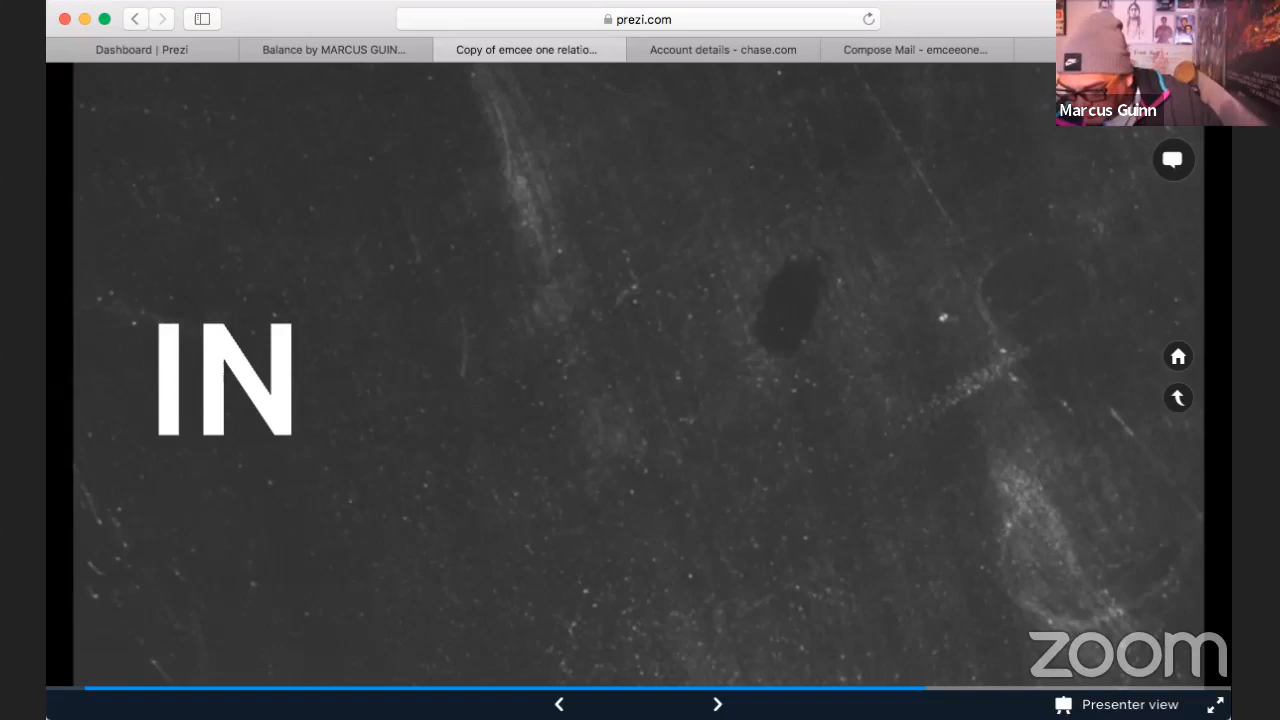 prezi.com
Dashboard | Prezi
Balance by MARCUS GUIN...
Copy of emcee one relatio...
Account details - chase.com
Compose Mail - emceeone...
Marcus Guinn
IN
zoom
Presenter view